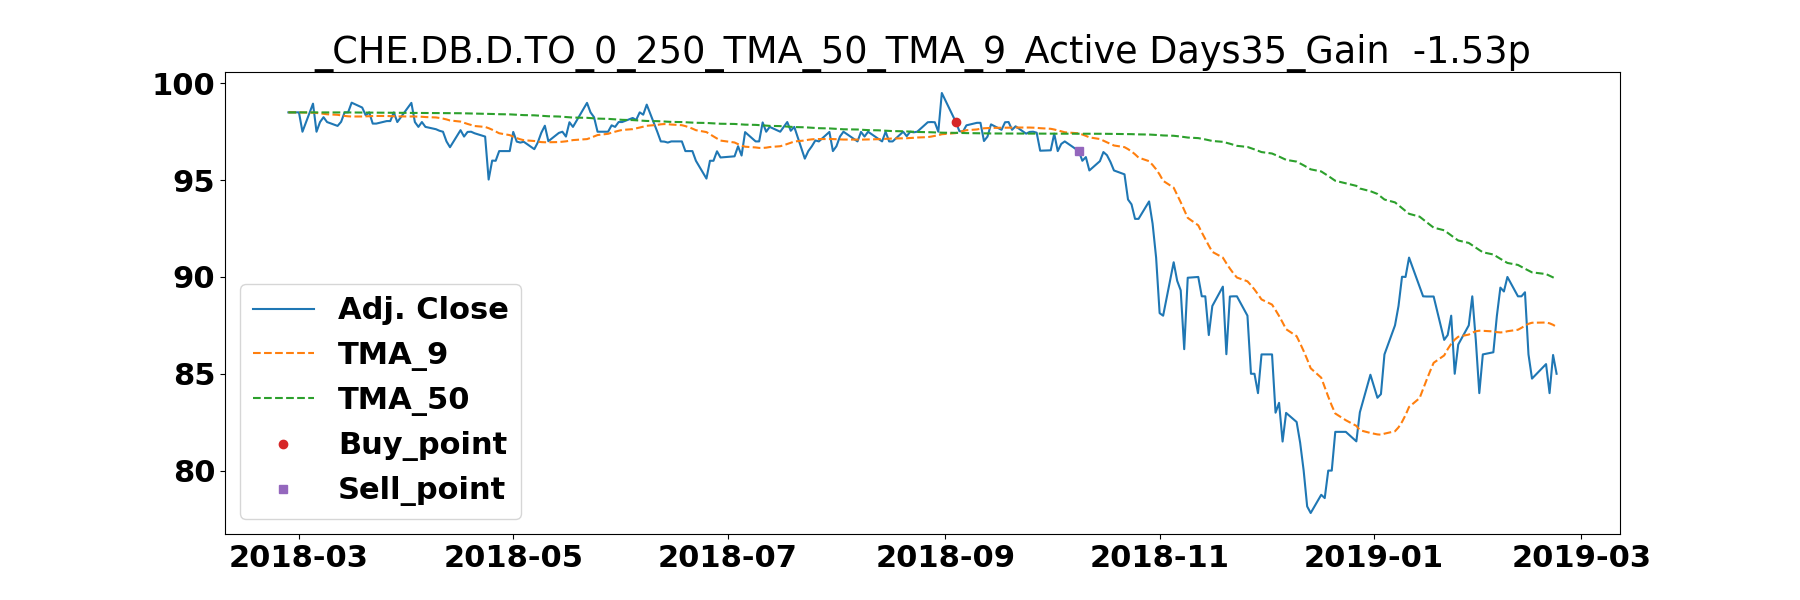 _CHE.DB.D.TO_0_250_TMA_50_TMA_9_Active Days35_Gain  -1.53p
100
95
90
85
80
Adj. Close
TMA_9
TMA_50
Buy_point
Sell_point
2018-03 2018-05 2018-07 2018-09 2018-11 2019-01 2019-03